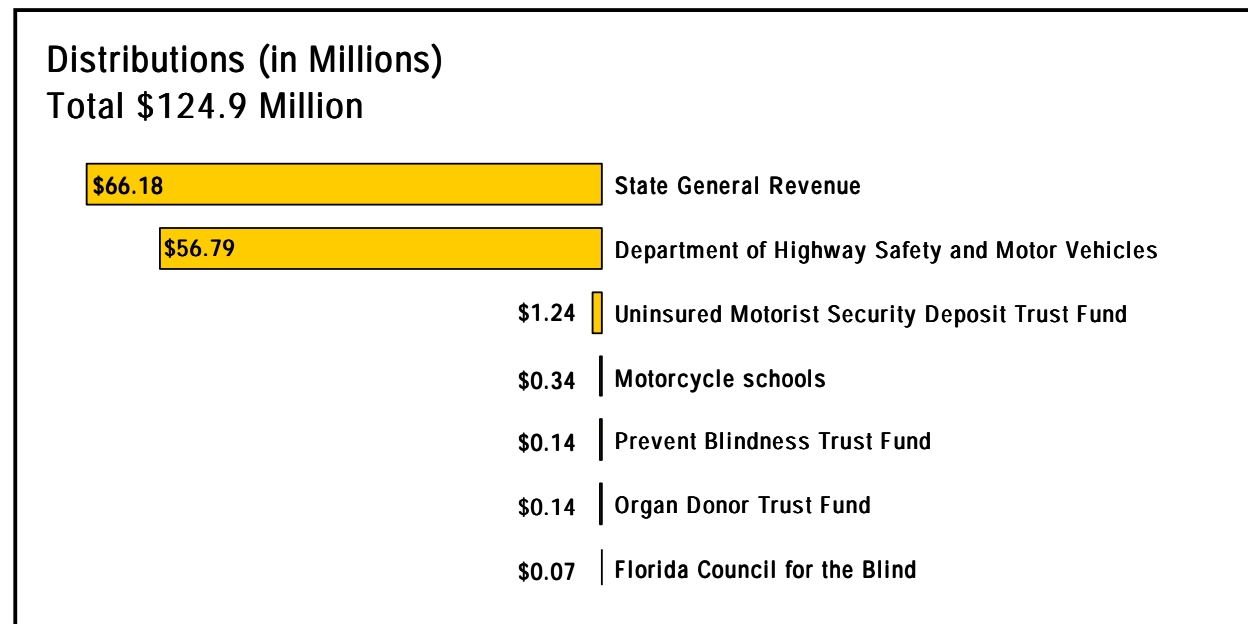 Distributions (in Millions)
Total $124.9 Million
$66.18 State General Revenue
$56.79 Department of Highway Safety and Motor Vehicles
$1.24 Uninsured Motorist Security Deposit Trust Fund
$0.34 Motorcycle schools
$0.14 Prevent Blindness Trust Fund
$0.14 Organ Donor Trust Fund
$0.07 Florida Council for the Blind